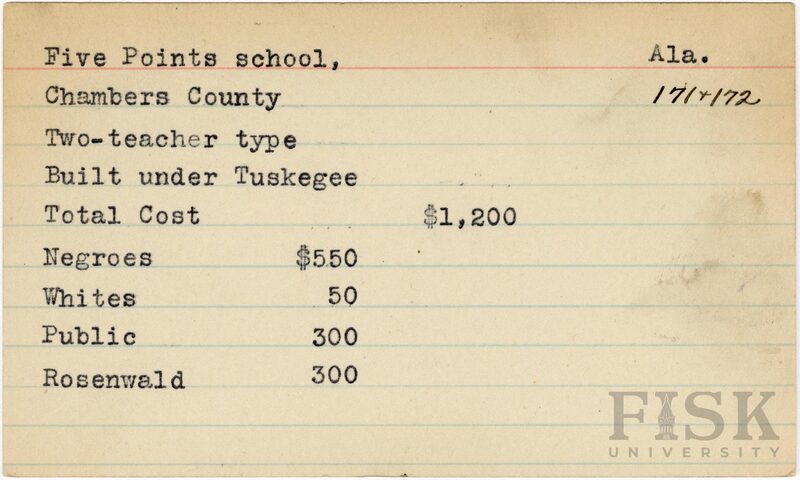 Five Points school, Ala.
Chambers County 171+172
Two-teacher type
Built under Tuskegee
Total Cost $1,200
Negroes $550
Whites 50
Public 300
Rosenwald 300
FISK
UNIVERSITY